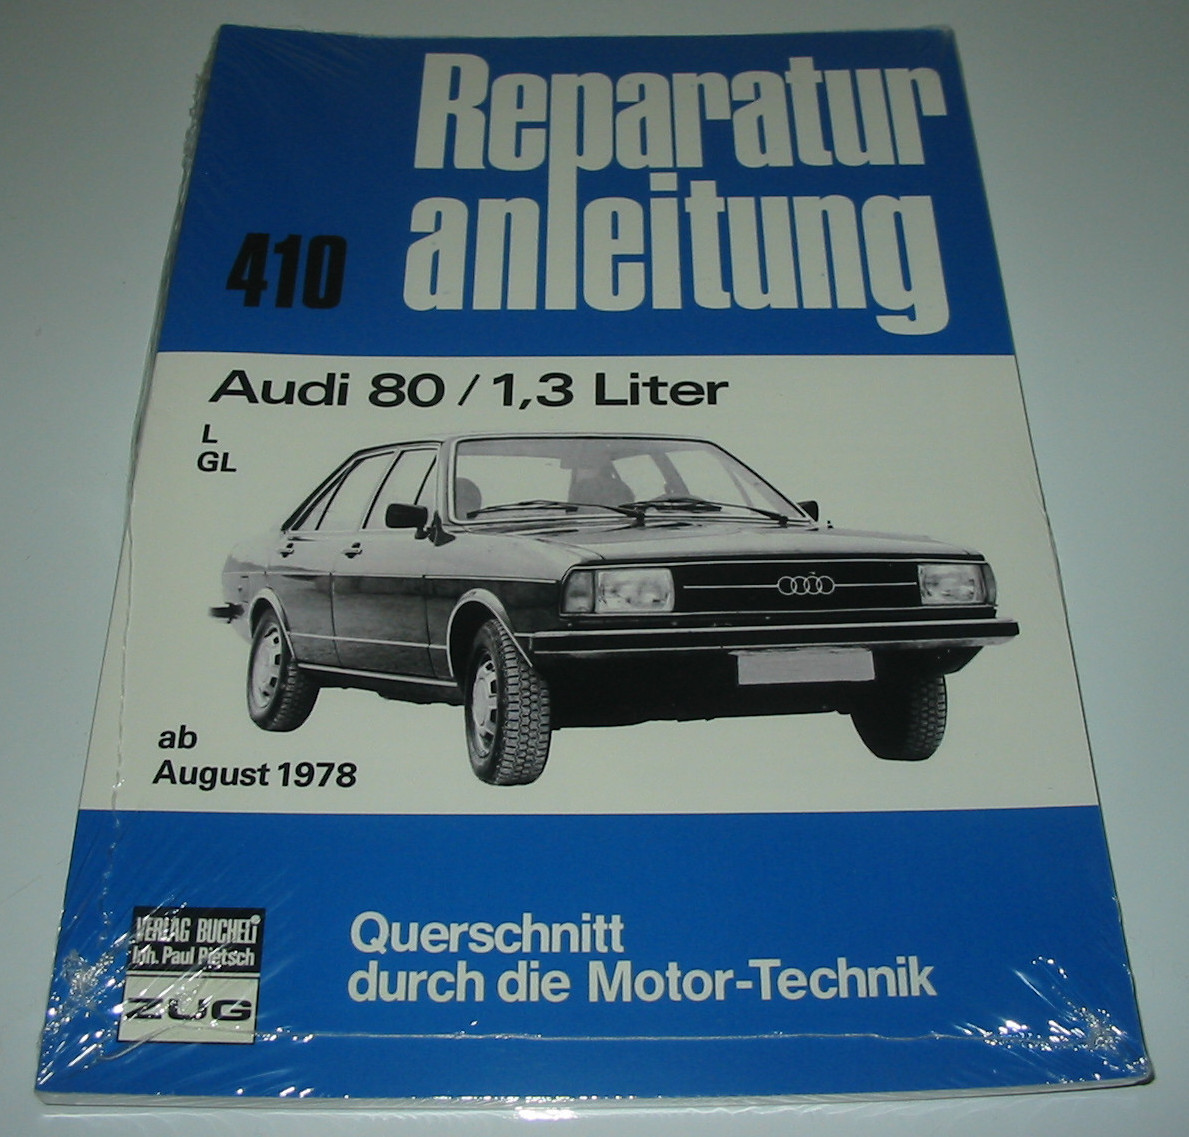 Reparatur
anleitung
410
Audi 80 / 1,3 Liter
L
GL
ab
August 1978
VERLAG BUCHELi
Inh. Paul Pietsch
ZUG
Querschnitt
durch die Motor-Technik